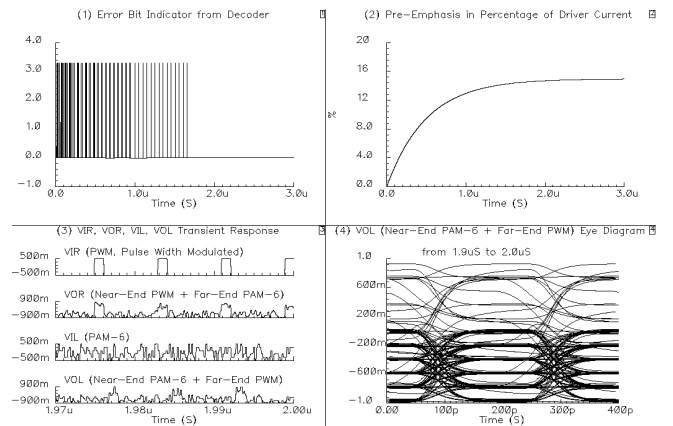 (1) Error Bit Indicator from Decoder
1
4.0
3.0
2.0
1.0
0.0
-1.0
0.0
1.0u
2.0u
3.0u
Time (S)
(2) Pre-Emphasis in Percentage of Driver Current
2
20
16
12
8.0
4.0
0.0
%
0.0
1.0u
2.0u
3.0u
Time (S)
(3) VIR, VOR, VIL, VOL Transient Response
3
VIR (PWM, Pulse Width Modulated)
500m
-500m
VOR (Near-End PWM + Far-End PAM-6)
900m
-900m
VIL (PAM-6)
500m
-500m
VOL (Near-End PAM-6 + Far-End PWM)
900m
-900m
1.97u
1.98u
1.99u
2.00u
Time (S)
(4) VOL (Near-End PAM-6 + Far-End PWM) Eye Diagram
4
from 1.9uS to 2.0uS
1.0
600m
200m
-200m
-600m
-1.0
0.00
100p
200p
300p
400p
Time (S)